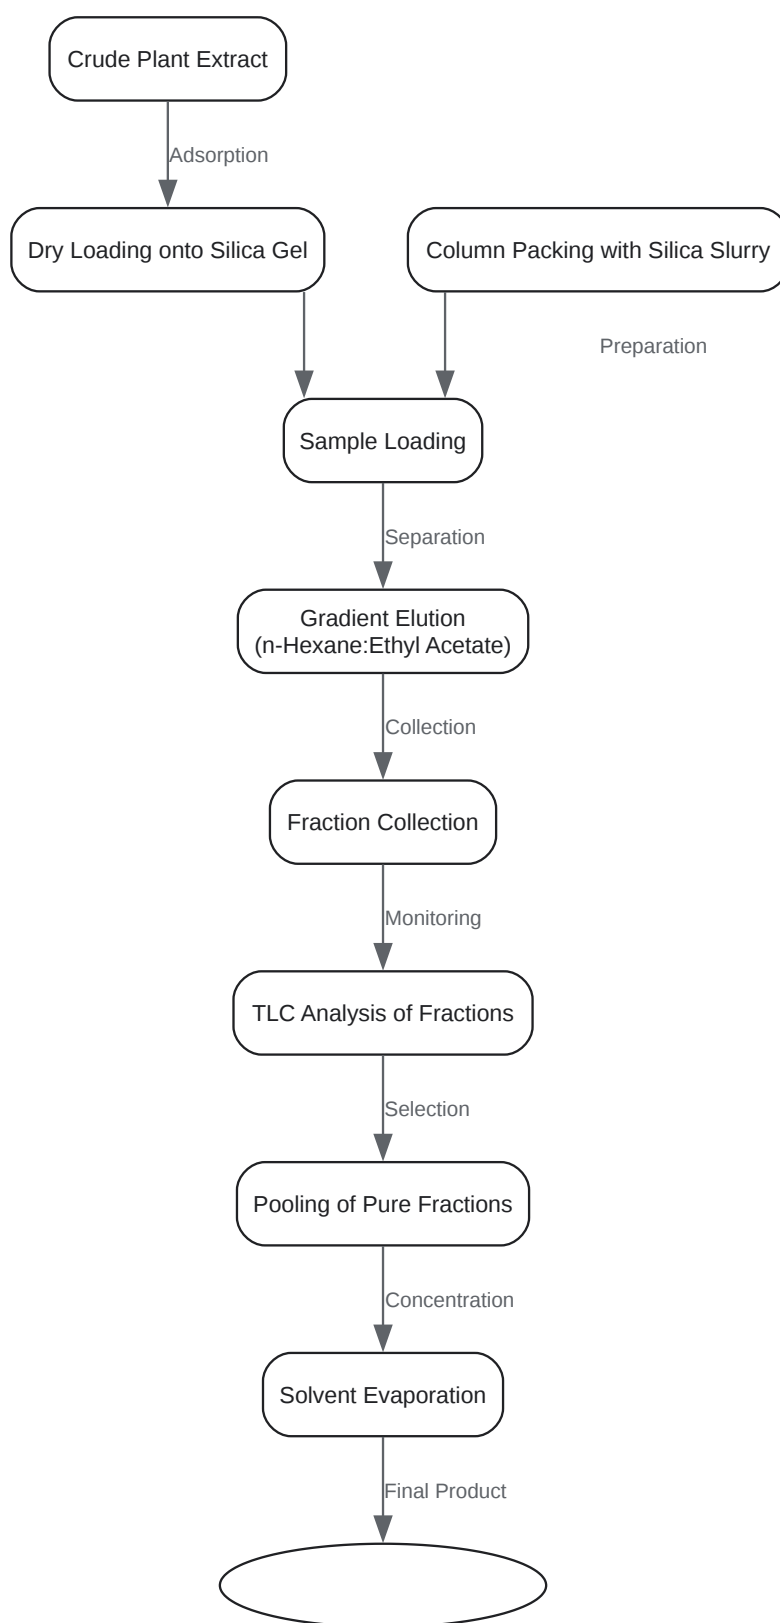 Crude Plant Extract
Adsorption
Dry Loading onto Silica Gel
Column Packing with Silica Slurry
Preparation
Sample Loading
Separation
Gradient Elution
(n-Hexane:Ethyl Acetate)
Collection
Fraction Collection
Monitoring
TLC Analysis of Fractions
Selection
Pooling of Pure Fractions
Concentration
Solvent Evaporation
Final Product